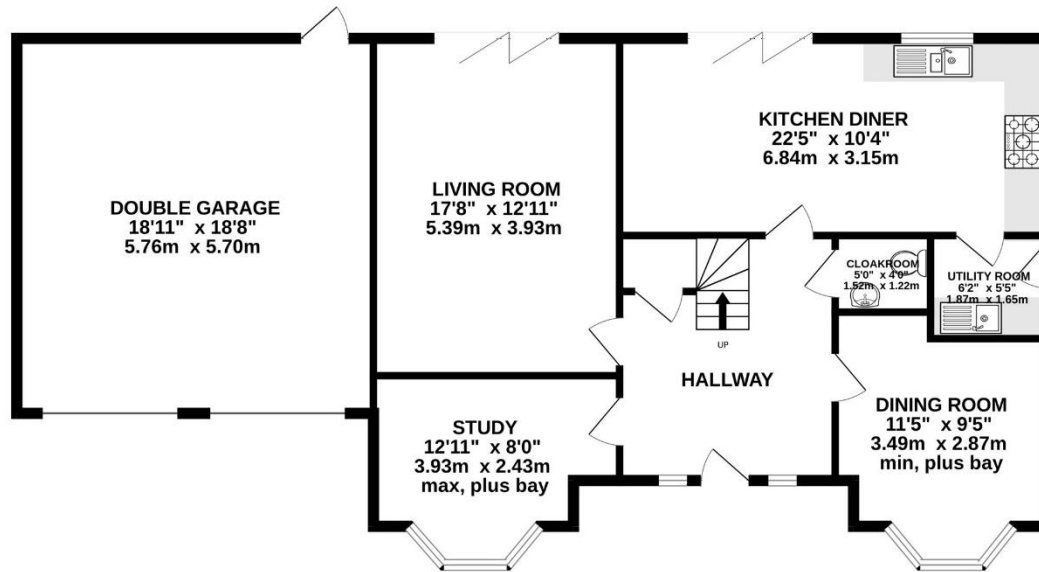 DOUBLE GARAGE
18'11" x 18'8"
5.76m x 5.70m
LIVING ROOM
17'8" x 12'11"
5.39m x 3.93m
KITCHEN DINER
22'5" x 10'4"
6.84m x 3.15m
CLOAKROOM
5'0" x 4'0"
1.52m x 1.22m
UTILITY ROOM
6'2" x 5'5"
1.87m x 1.65m
UP
HALLWAY
STUDY
12'11" x 8'0"
3.93m x 2.43m
max, plus bay
DINING ROOM
11'5" x 9'5"
3.49m x 2.87m
min, plus bay